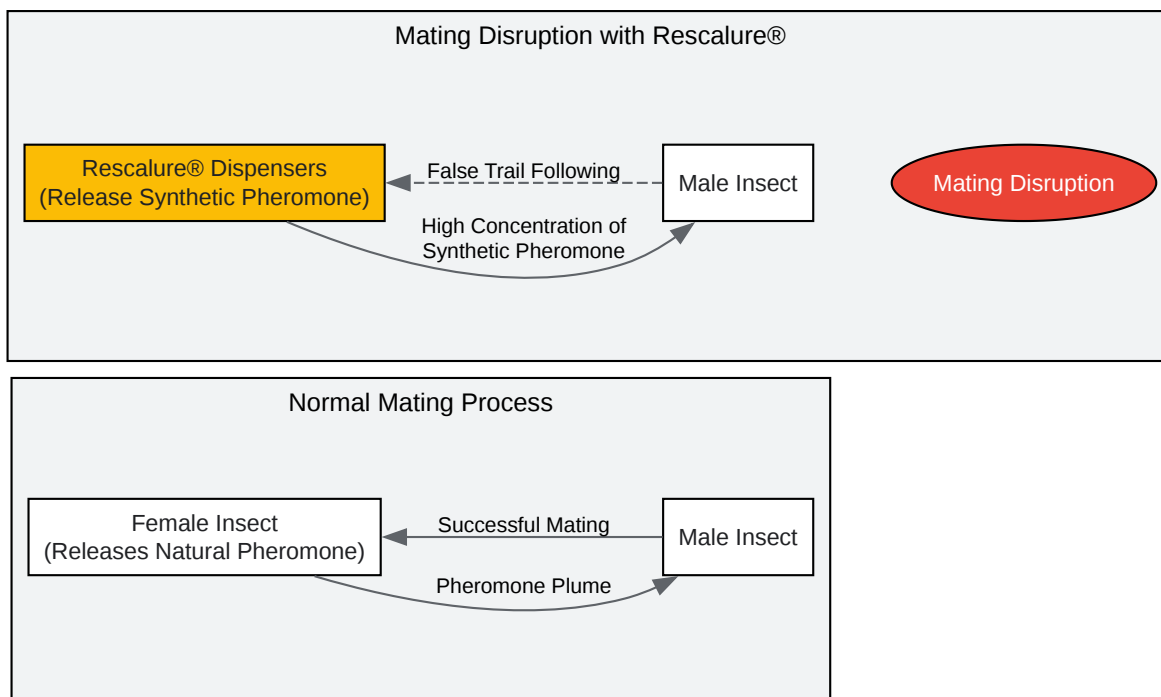 Mating Disruption with Rescalure®
Rescalure® Dispensers
(Release Synthetic Pheromone)
False Trail Following
High Concentration of
Synthetic Pheromone
Male Insect
Mating Disruption
Normal Mating Process
Female Insect
(Releases Natural Pheromone)
Successful Mating
Pheromone Plume
Male Insect